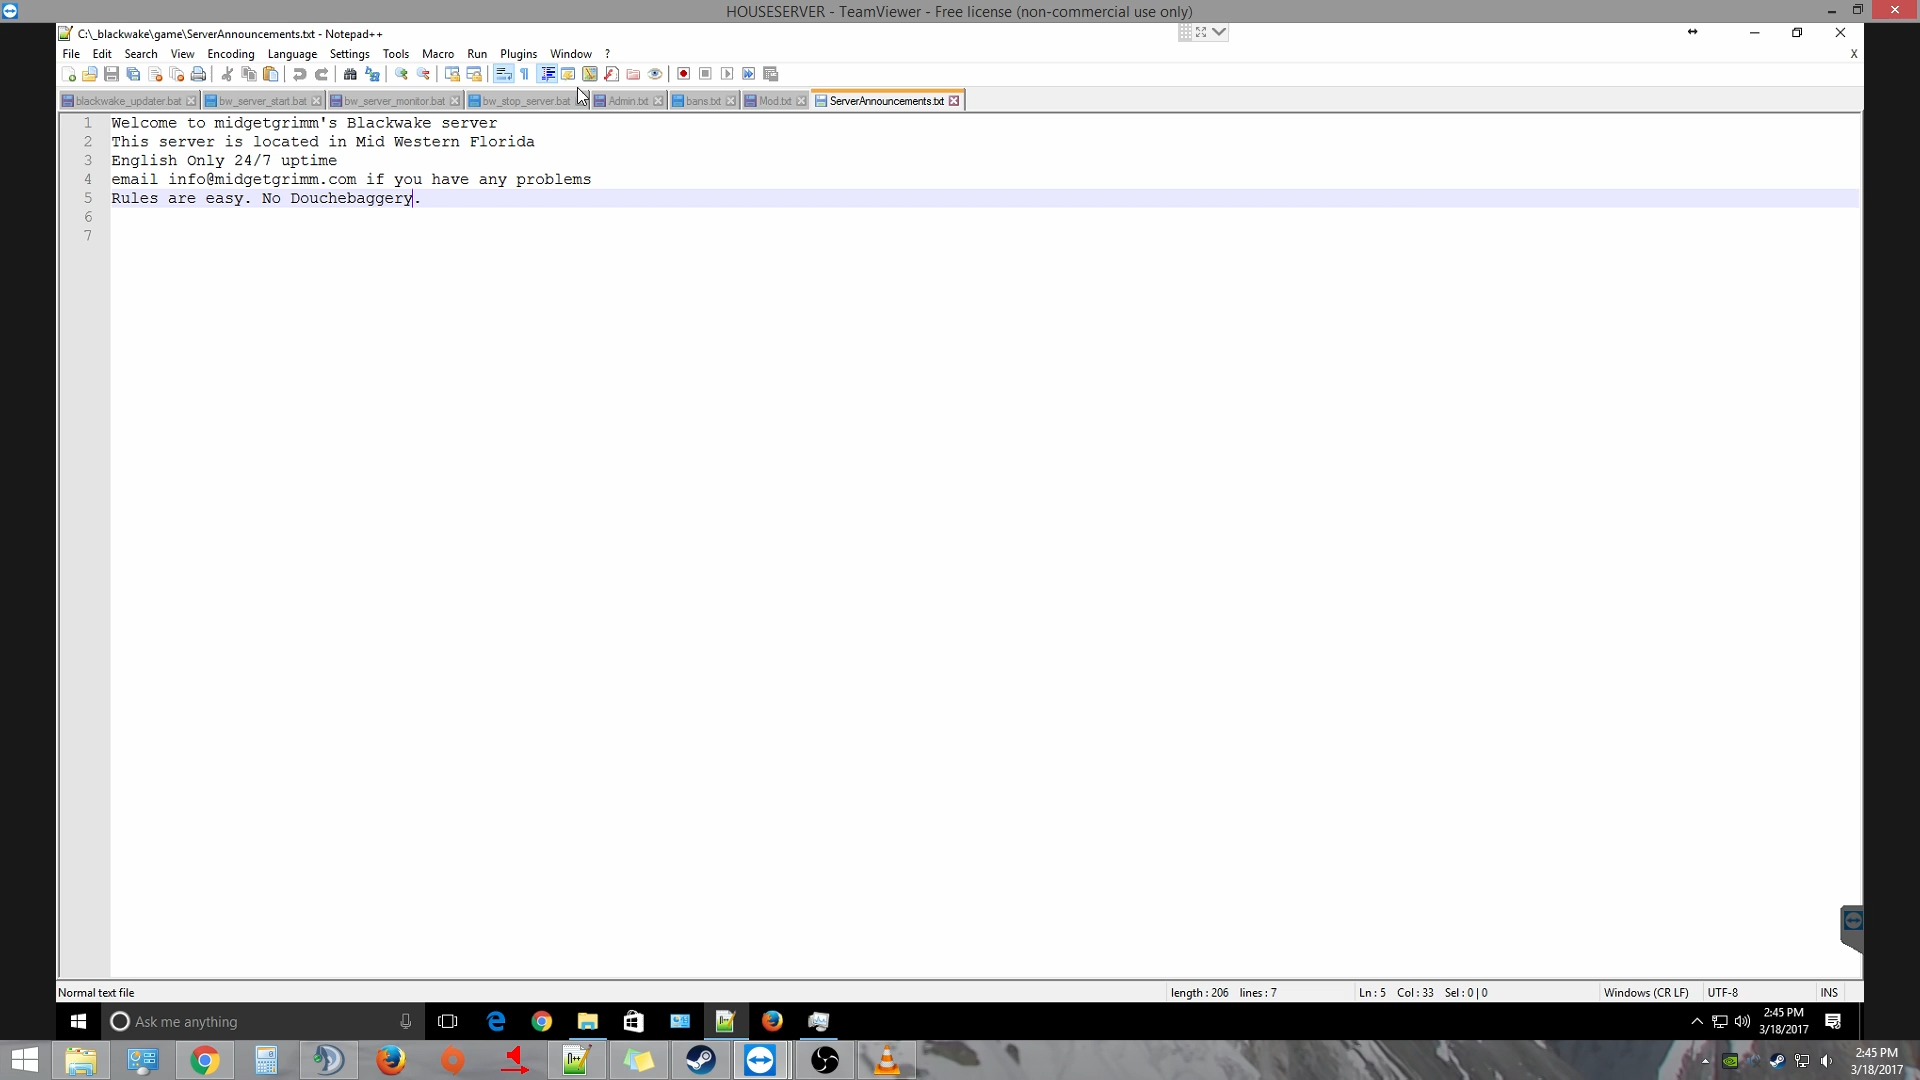 HOUSESERVER - TeamViewer - Free license (non-commercial use only)
C:\_blackwake\game\ServerAnnouncements.txt - Notepad++
File Edit Search View Encoding Language Settings Tools Macro Run Plugins Window ?
X
blackwake_updater.bat bw_server_start.bat bw_server_monitor.bat bw_stop_server.bat Admin.txt bans.txt Mod.txt ServerAnnouncements.txt
1 Welcome to midgetgrimm's Blackwake server
2 This server is located in Mid Western Florida
3 English Only 24/7 uptime
4 email info@midgetgrimm.com if you have any problems
5 Rules are easy. No Douchebaggery.
6
7
Normal text file length : 206 lines : 7 Ln : 5 Col : 33 Sel : 0 | 0 Windows (CR LF) UTF-8 INS
Ask me anything
2:45 PM
3/18/2017
2:45 PM
3/18/2017